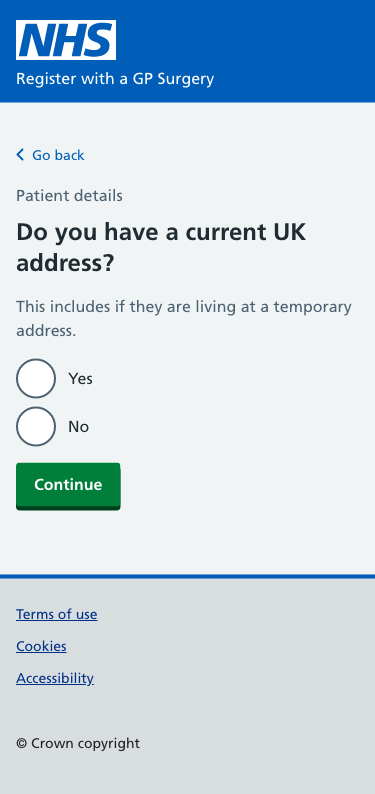 NHS
Register with a GP Surgery
Go back
Patient details
Do you have a current UK
address?
This includes if they are living at a temporary
address.
Yes
No
Continue
Terms of use
Cookies
Accessibility
© Crown copyright